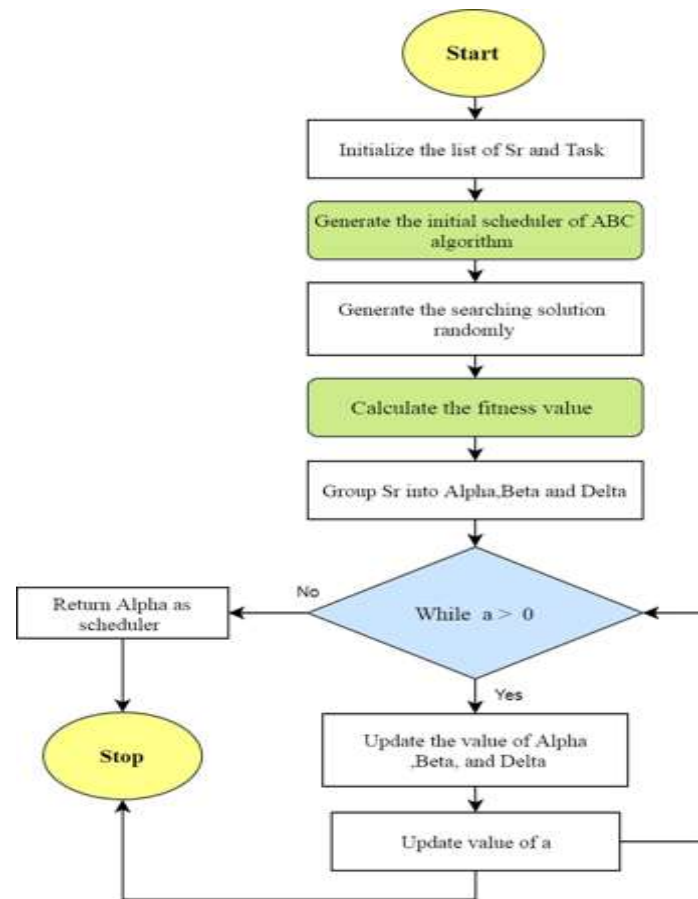 Start
Initialize the list of Sr and Task
Generate the initial scheduler of ABC
algorithm
Generate the searching solution
randomly
Calculate the fitness value
Group Sr into Alpha,Beta and Delta
While a > 0
No
Return Alpha as
scheduler
Yes
Stop
Update the value of Alpha
,Beta, and Delta
Update value of a